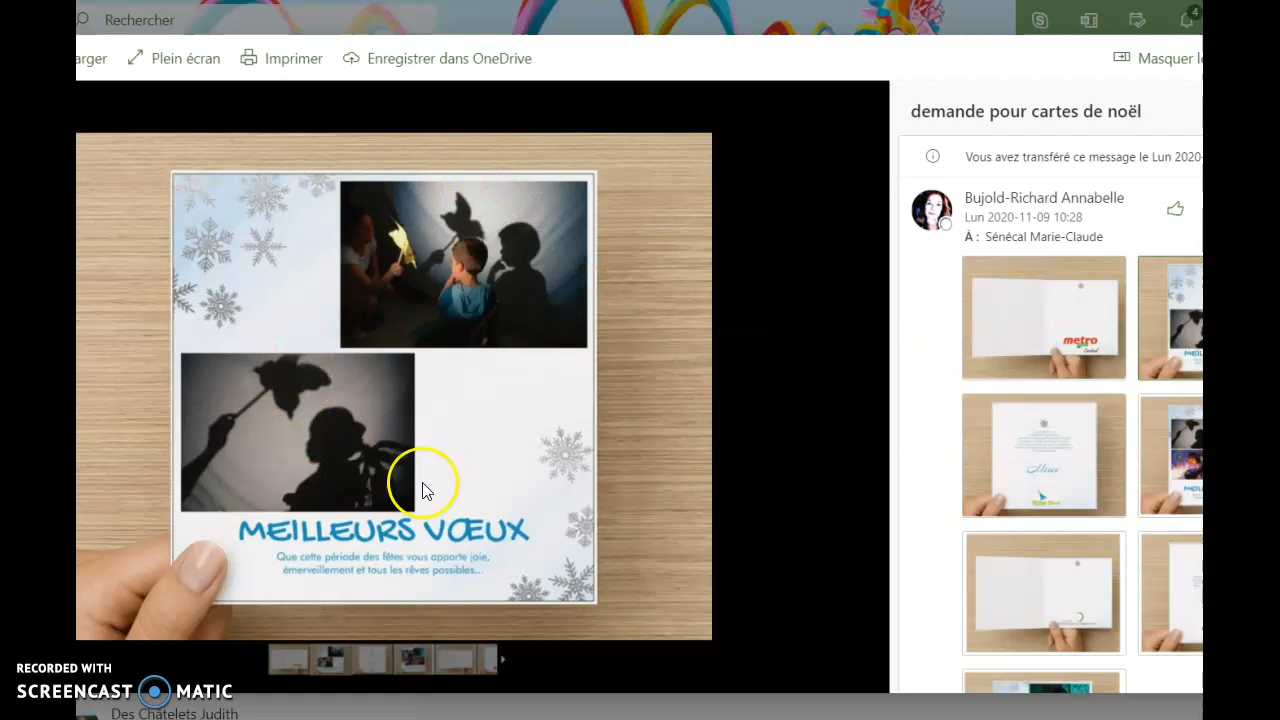 Rechercher
4
arger
Plein écran
Imprimer
Enregistrer dans OneDrive
Masquer le
demande pour cartes de noël
Vous avez transféré ce message le Lun 2020-
Bujold-Richard Annabelle
Lun 2020-11-09 10:28
À : Sénécal Marie-Claude
metro
Merci
MEILLEURS VŒUX
Que cette période des fêtes vous apporte joie,
émerveillement et tous les rêves possibles...
RECORDED WITH
SCREENCAST MATIC
Des Châtelets Judith